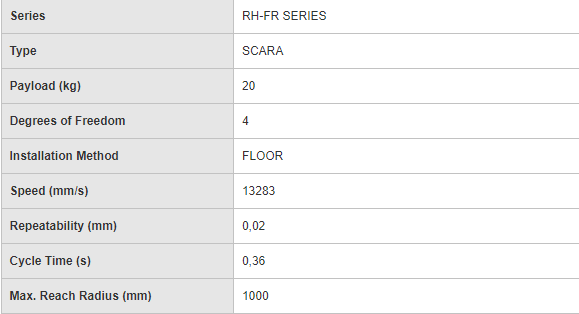 Series RH-FR SERIES
Type SCARA
Payload (kg) 20
Degrees of Freedom 4
Installation Method FLOOR
Speed (mm/s) 13283
Repeatability (mm) 0,02
Cycle Time (s) 0,36
Max. Reach Radius (mm) 1000